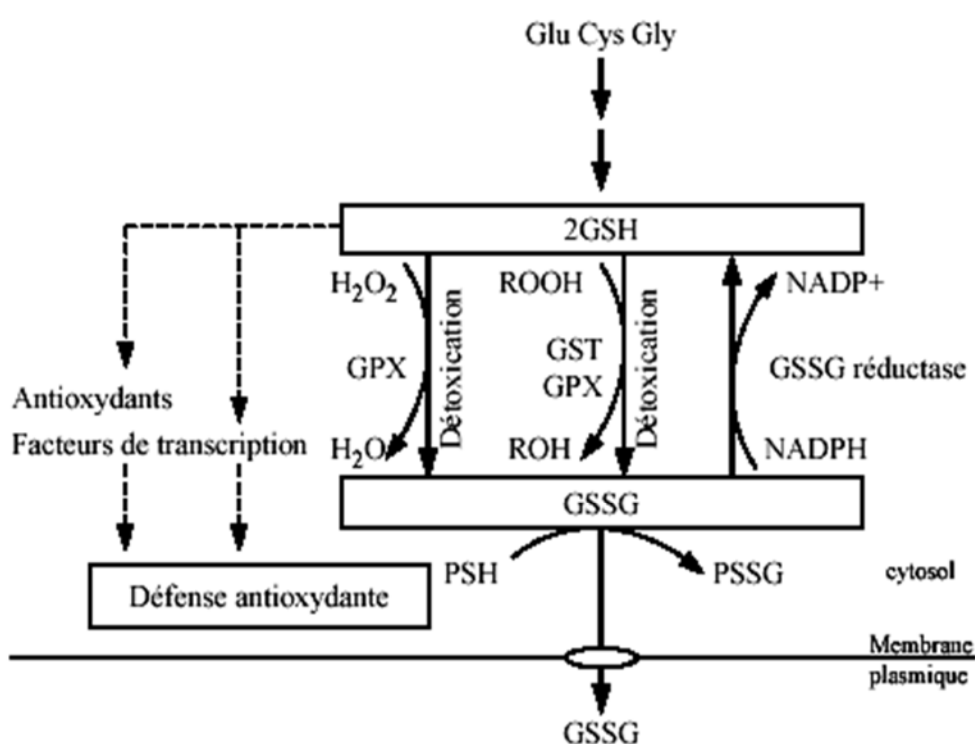 Glu Cys Gly
2GSH
H2O2
ROOH
NADP+
Détoxication
Détoxication
GPX
GST
GPX
GSSG réductase
Antioxydants
Facteurs de transcription
H2O
ROH
NADPH
GSSG
PSH
PSSG
cytosol
Défense antioxydante
Membrane
plasmique
GSSG